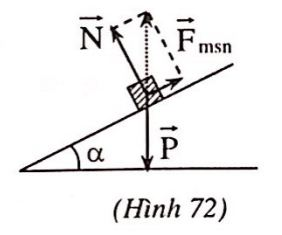 N⃗ F⃗msn
α P⃗
(Hình 72)